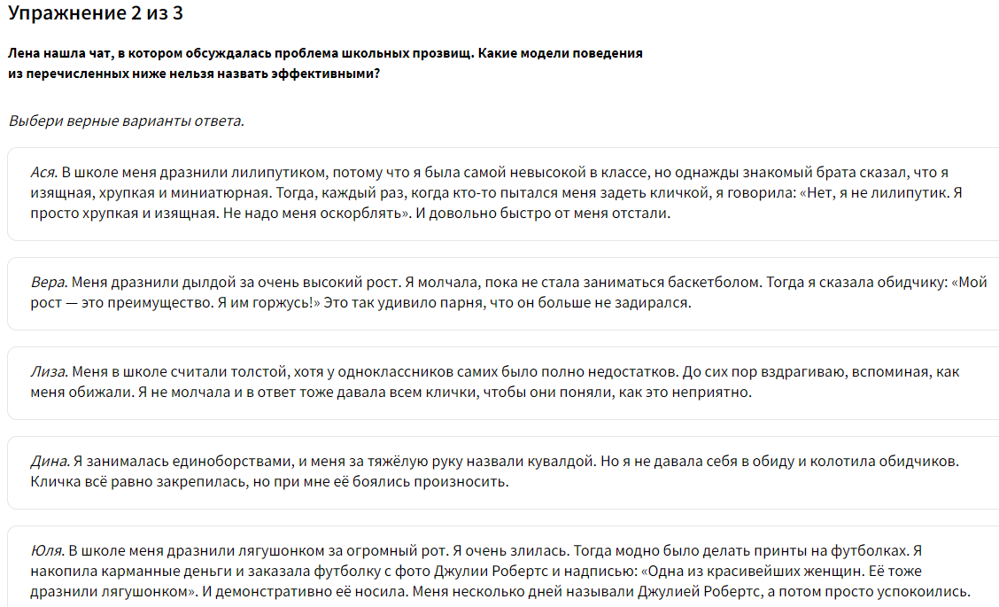 Упражнение 2 из 3
Лена нашла чат, в котором обсуждалась проблема школьных прозвищ. Какие модели поведения
из перечисленных ниже нельзя назвать эффективными?
Выбери верные варианты ответа.
Ася. В школе меня дразнили лилипутиком, потому что я была самой невысокой в классе, но однажды знакомый брата сказал, что я
изящная, хрупкая и миниатюрная. Тогда, каждый раз, когда кто-то пытался меня задеть кличкой, я говорила: «Нет, я не лилипутик. Я
просто хрупкая и изящная. Не надо меня оскорблять». И довольно быстро от меня отстали.
Вера. Меня дразнили дылдой за очень высокий рост. Я молчала, пока не стала заниматься баскетболом. Тогда я сказала обидчику: «Мой
рост — это преимущество. Я им горжусь!» Это так удивило парня, что он больше не задирался.
Лиза. Меня в школе считали толстой, хотя у одноклассников самих было полно недостатков. До сих пор вздрагиваю, вспоминая, как
меня обижали. Я не молчала и в ответ тоже давала всем клички, чтобы они поняли, как это неприятно.
Дина. Я занималась единоборствами, и меня за тяжёлую руку назвали кувалдой. Но я не давала себя в обиду и колотила обидчиков.
Кличка всё равно закрепилась, но при мне её боялись произносить.
Юля. В школе меня дразнили лягушонком за огромный рот. Я очень злилась. Тогда модно было делать принты на футболках. Я
накопила карманные деньги и заказала футболку с фото Джулии Робертс и надписью: «Одна из красивейших женщин. Её тоже
дразнили лягушонком». И демонстративно её носила. Меня несколько дней называли Джулией Робертс, а потом просто успокоились.